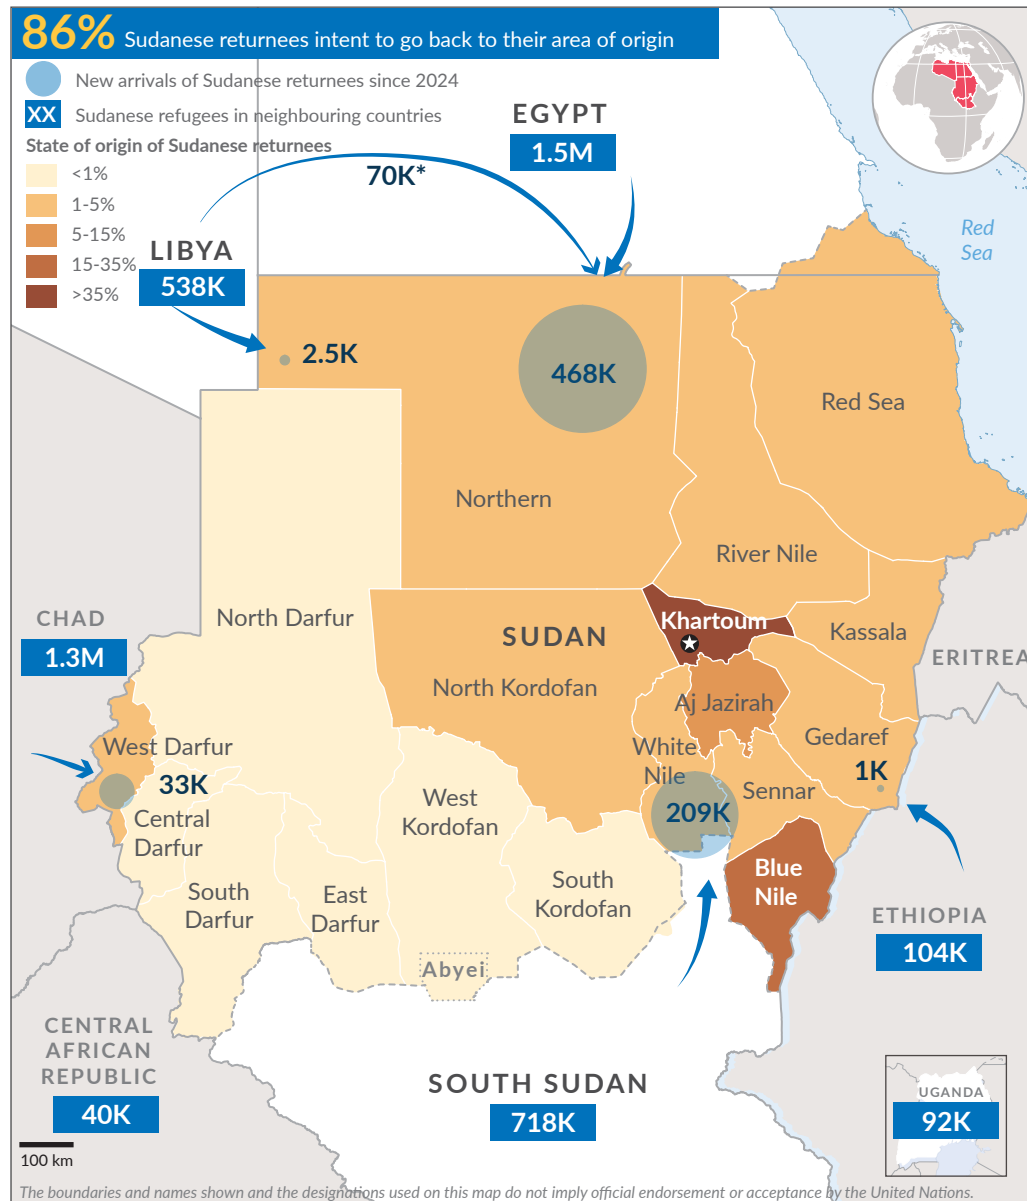 86% Sudanese returnees intent to go back to their area of origin
New arrivals of Sudanese returnees since 2024
XX Sudanese refugees in neighbouring countries
State of origin of Sudanese returnees
<1%
1-5%
5-15%
15-35%
>35%
EGYPT
1.5M
70K*
LIBYA
538K
Red
Sea
2.5K
468K
Red Sea
Northern
River Nile
CHAD
1.3M
North Darfur
Khartoum
SUDAN
Kassala
ERITREA
North Kordofan
Aj Jazirah
West Darfur
White
Nile
Gedaref
1K
33K
Sennar
209K
West
Kordofan
Central
Darfur
Blue
Nile
South
Darfur
East
Darfur
South
Kordofan
ETHIOPIA
104K
Abyei
CENTRAL
AFRICAN
REPUBLIC
40K
SOUTH SUDAN
718K
UGANDA
92K
100 km
The boundaries and names shown and the designations used on this map do not imply official endorsement or acceptance by the United Nations.